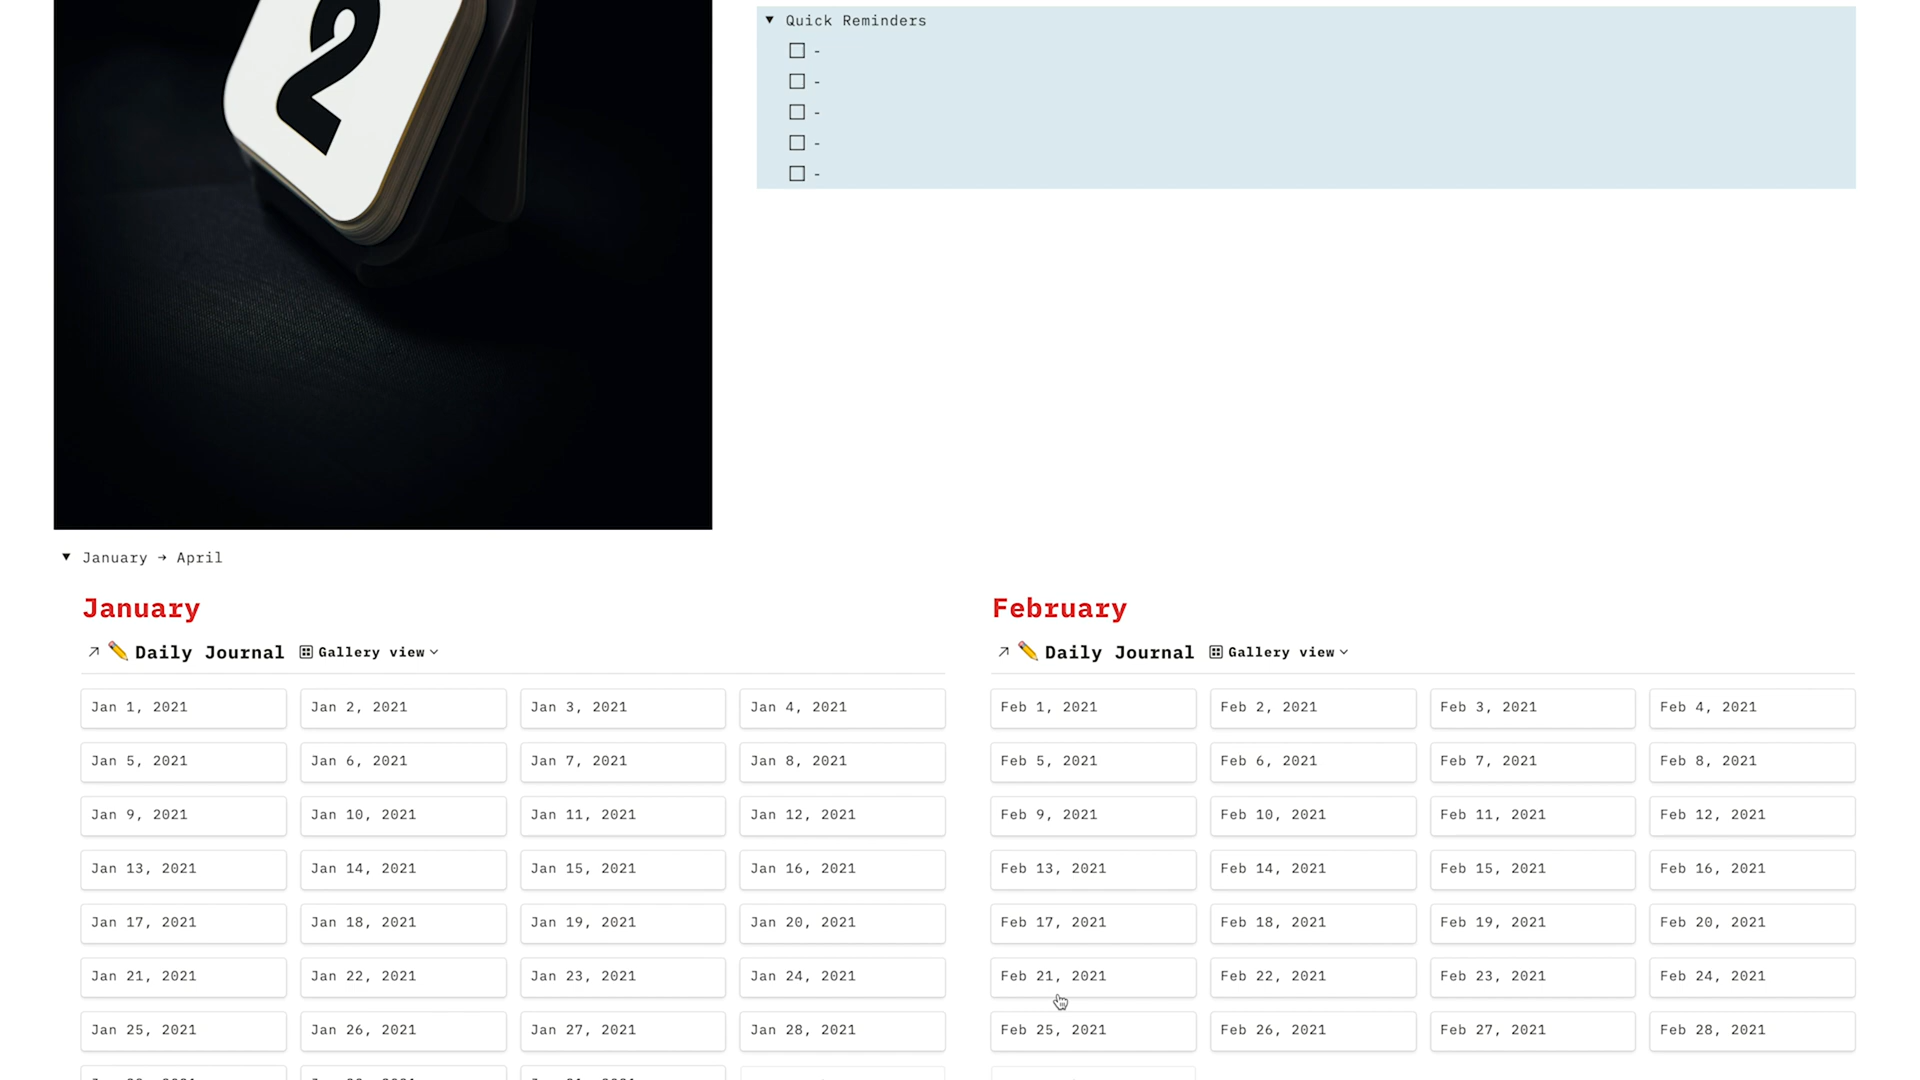 2
Quick Reminders
-
-
-
-
-
January → April
January
Daily Journal Gallery view
Jan 1, 2021 Jan 2, 2021 Jan 3, 2021 Jan 4, 2021
Jan 5, 2021 Jan 6, 2021 Jan 7, 2021 Jan 8, 2021
Jan 9, 2021 Jan 10, 2021 Jan 11, 2021 Jan 12, 2021
Jan 13, 2021 Jan 14, 2021 Jan 15, 2021 Jan 16, 2021
Jan 17, 2021 Jan 18, 2021 Jan 19, 2021 Jan 20, 2021
Jan 21, 2021 Jan 22, 2021 Jan 23, 2021 Jan 24, 2021
Jan 25, 2021 Jan 26, 2021 Jan 27, 2021 Jan 28, 2021
February
Daily Journal Gallery view
Feb 1, 2021 Feb 2, 2021 Feb 3, 2021 Feb 4, 2021
Feb 5, 2021 Feb 6, 2021 Feb 7, 2021 Feb 8, 2021
Feb 9, 2021 Feb 10, 2021 Feb 11, 2021 Feb 12, 2021
Feb 13, 2021 Feb 14, 2021 Feb 15, 2021 Feb 16, 2021
Feb 17, 2021 Feb 18, 2021 Feb 19, 2021 Feb 20, 2021
Feb 21, 2021 Feb 22, 2021 Feb 23, 2021 Feb 24, 2021
Feb 25, 2021 Feb 26, 2021 Feb 27, 2021 Feb 28, 2021